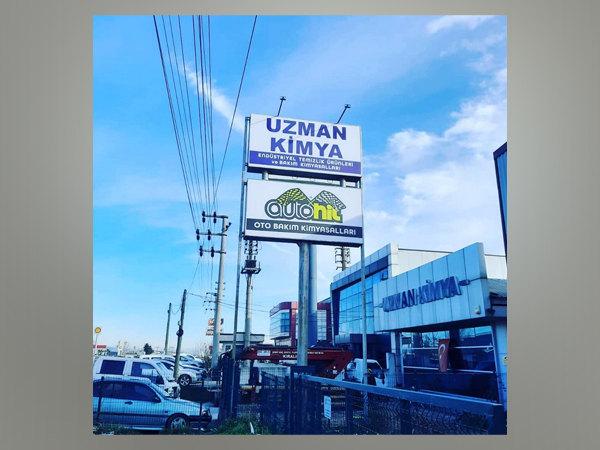 UZMAN
KİMYA
ENDÜSTRİYEL TEMİZLİK ÜRÜNLERİ
ve BAKIM KİMYASALLARI
autohit
OTO BAKIM KİMYASALLARI
UZMAN KİMYA